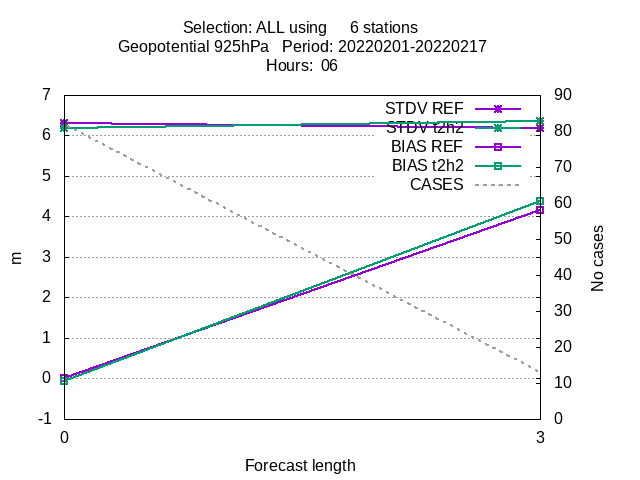 Selection: ALL using 6 stations
Geopotential 925hPa Period: 20220201-20220217
Hours: 06
7 90
STDV REF
80
STDV t2h2
6
BIAS REF
70
BIAS t2h2
5
CASES
60
4
50
3
No cases
m
40
2
30
1
20
0
10
-1 0
0 3
Forecast length